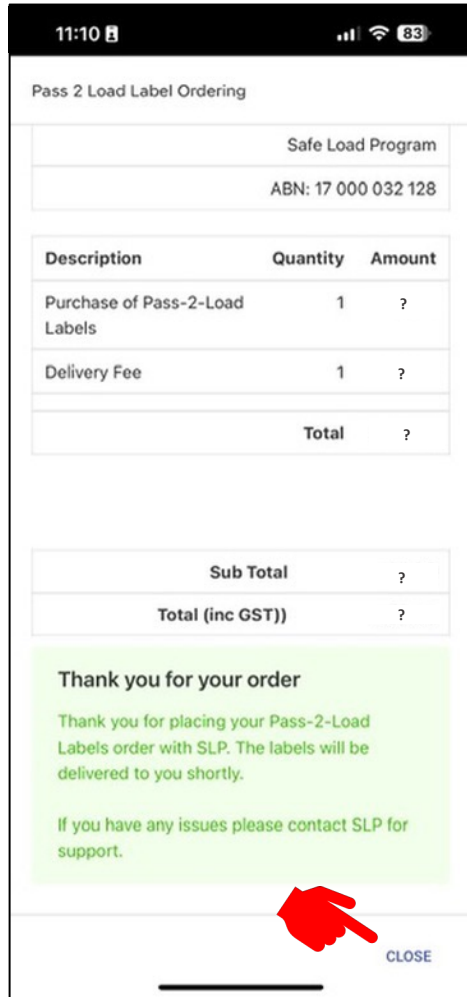 11:10 83
Pass 2 Load Label Ordering
Safe Load Program
ABN: 17 000 032 128
Description Quantity Amount
Purchase of Pass-2-Load 1 ?
Labels
Delivery Fee 1 ?
Total ?
Sub Total ?
Total (inc GST)) ?
Thank you for your order
Thank you for placing your Pass-2-Load
Labels order with SLP. The labels will be
delivered to you shortly.
If you have any issues please contact SLP for
support.
CLOSE